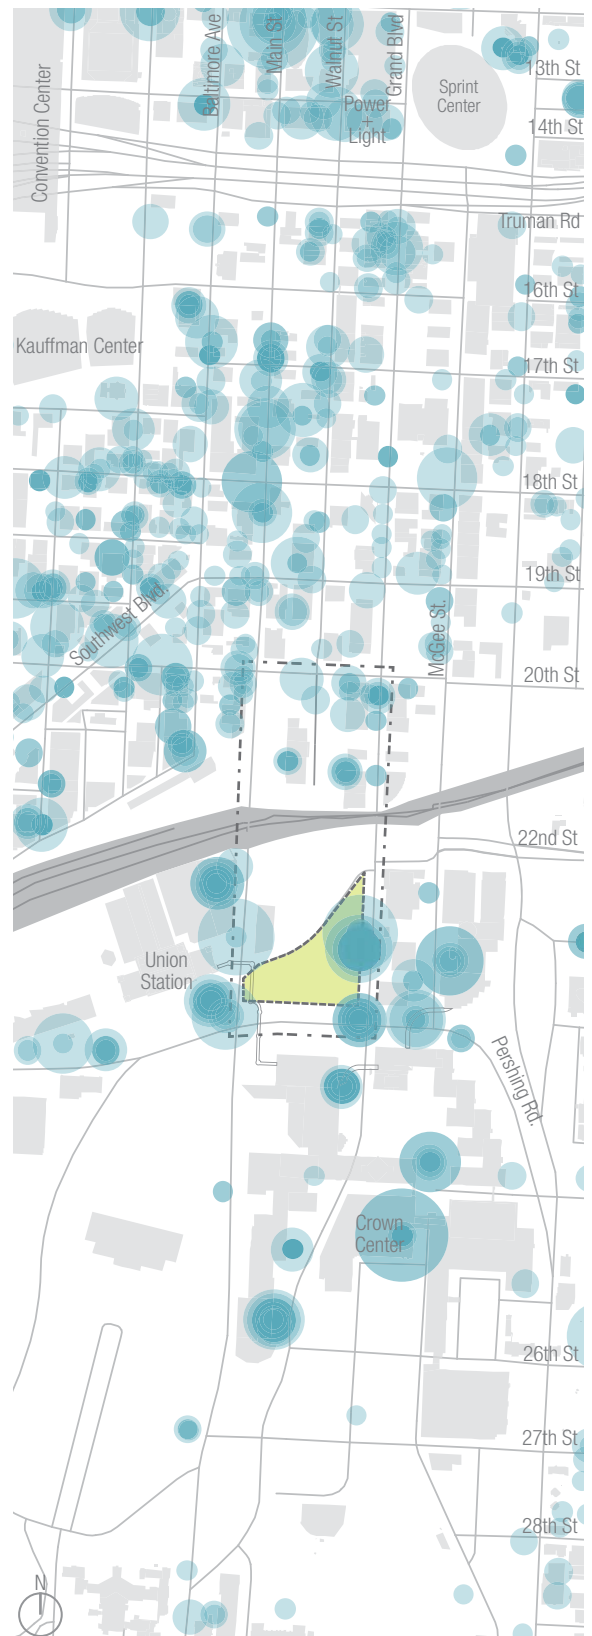 Convention Center
Baltimore Ave
Main St
Walnut St
Grand Blvd
Sprint
Center
13th St
Power
+
Light
14th St
Truman Rd
16th St
Kauffman Center
17th St
18th St
19th St
Southwest Blvd.
McGee St.
20th St
22nd St
Union
Station
Pershing Rd.
Crown
Center
26th St
27th St
28th St
N